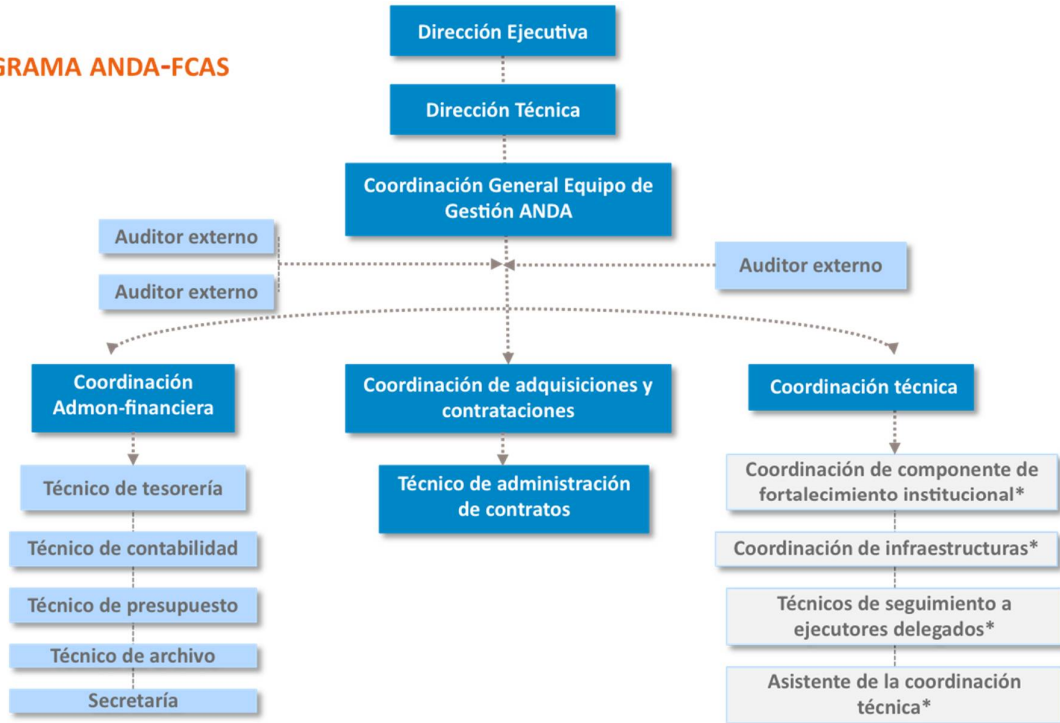 GRAMA ANDA-FCAS
Dirección Ejecutiva
Dirección Técnica
Coordinación General Equipo de
Gestión ANDA
Auditor externo
Auditor externo
Auditor externo
Coordinación
Admon-financiera
Técnico de tesorería
Técnico de contabilidad
Técnico de presupuesto
Técnico de archivo
Secretaría
Coordinación de adquisiciones y
contrataciones
Técnico de administración
de contratos
Coordinación técnica
Coordinación de componente de
fortalecimiento institucional*
Coordinación de infraestructuras*
Técnicos de seguimiento a
ejecutores delegados*
Asistente de la coordinación
técnica*